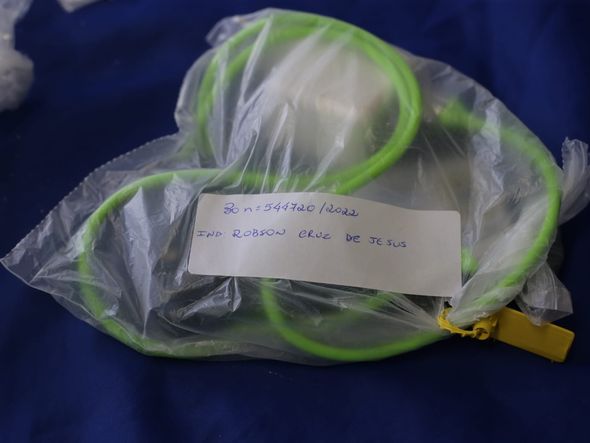 Bo n=544720/2022
IND: ROBSON CRUZ DE JESUS